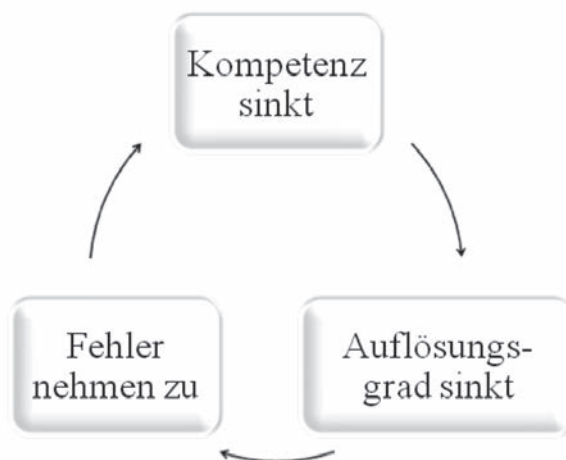 Kompetenz
sinkt
Fehler
nehmen zu
Auflösungs-
grad sinkt